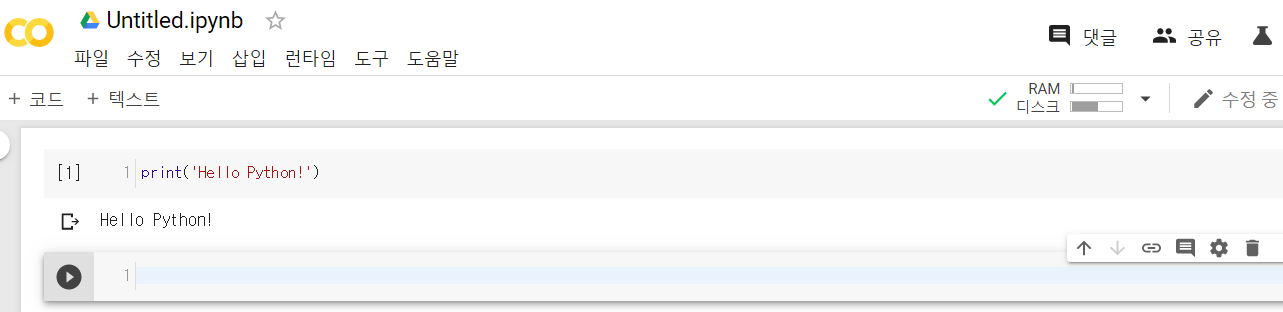 Untitled.ipynb
파일 수정 보기 삽입 런타임 도구 도움말
댓글 공유
+ 코드 + 텍스트
RAM
디스크
수정 중
[1] 1 print('Hello Python!')
Hello Python!
1